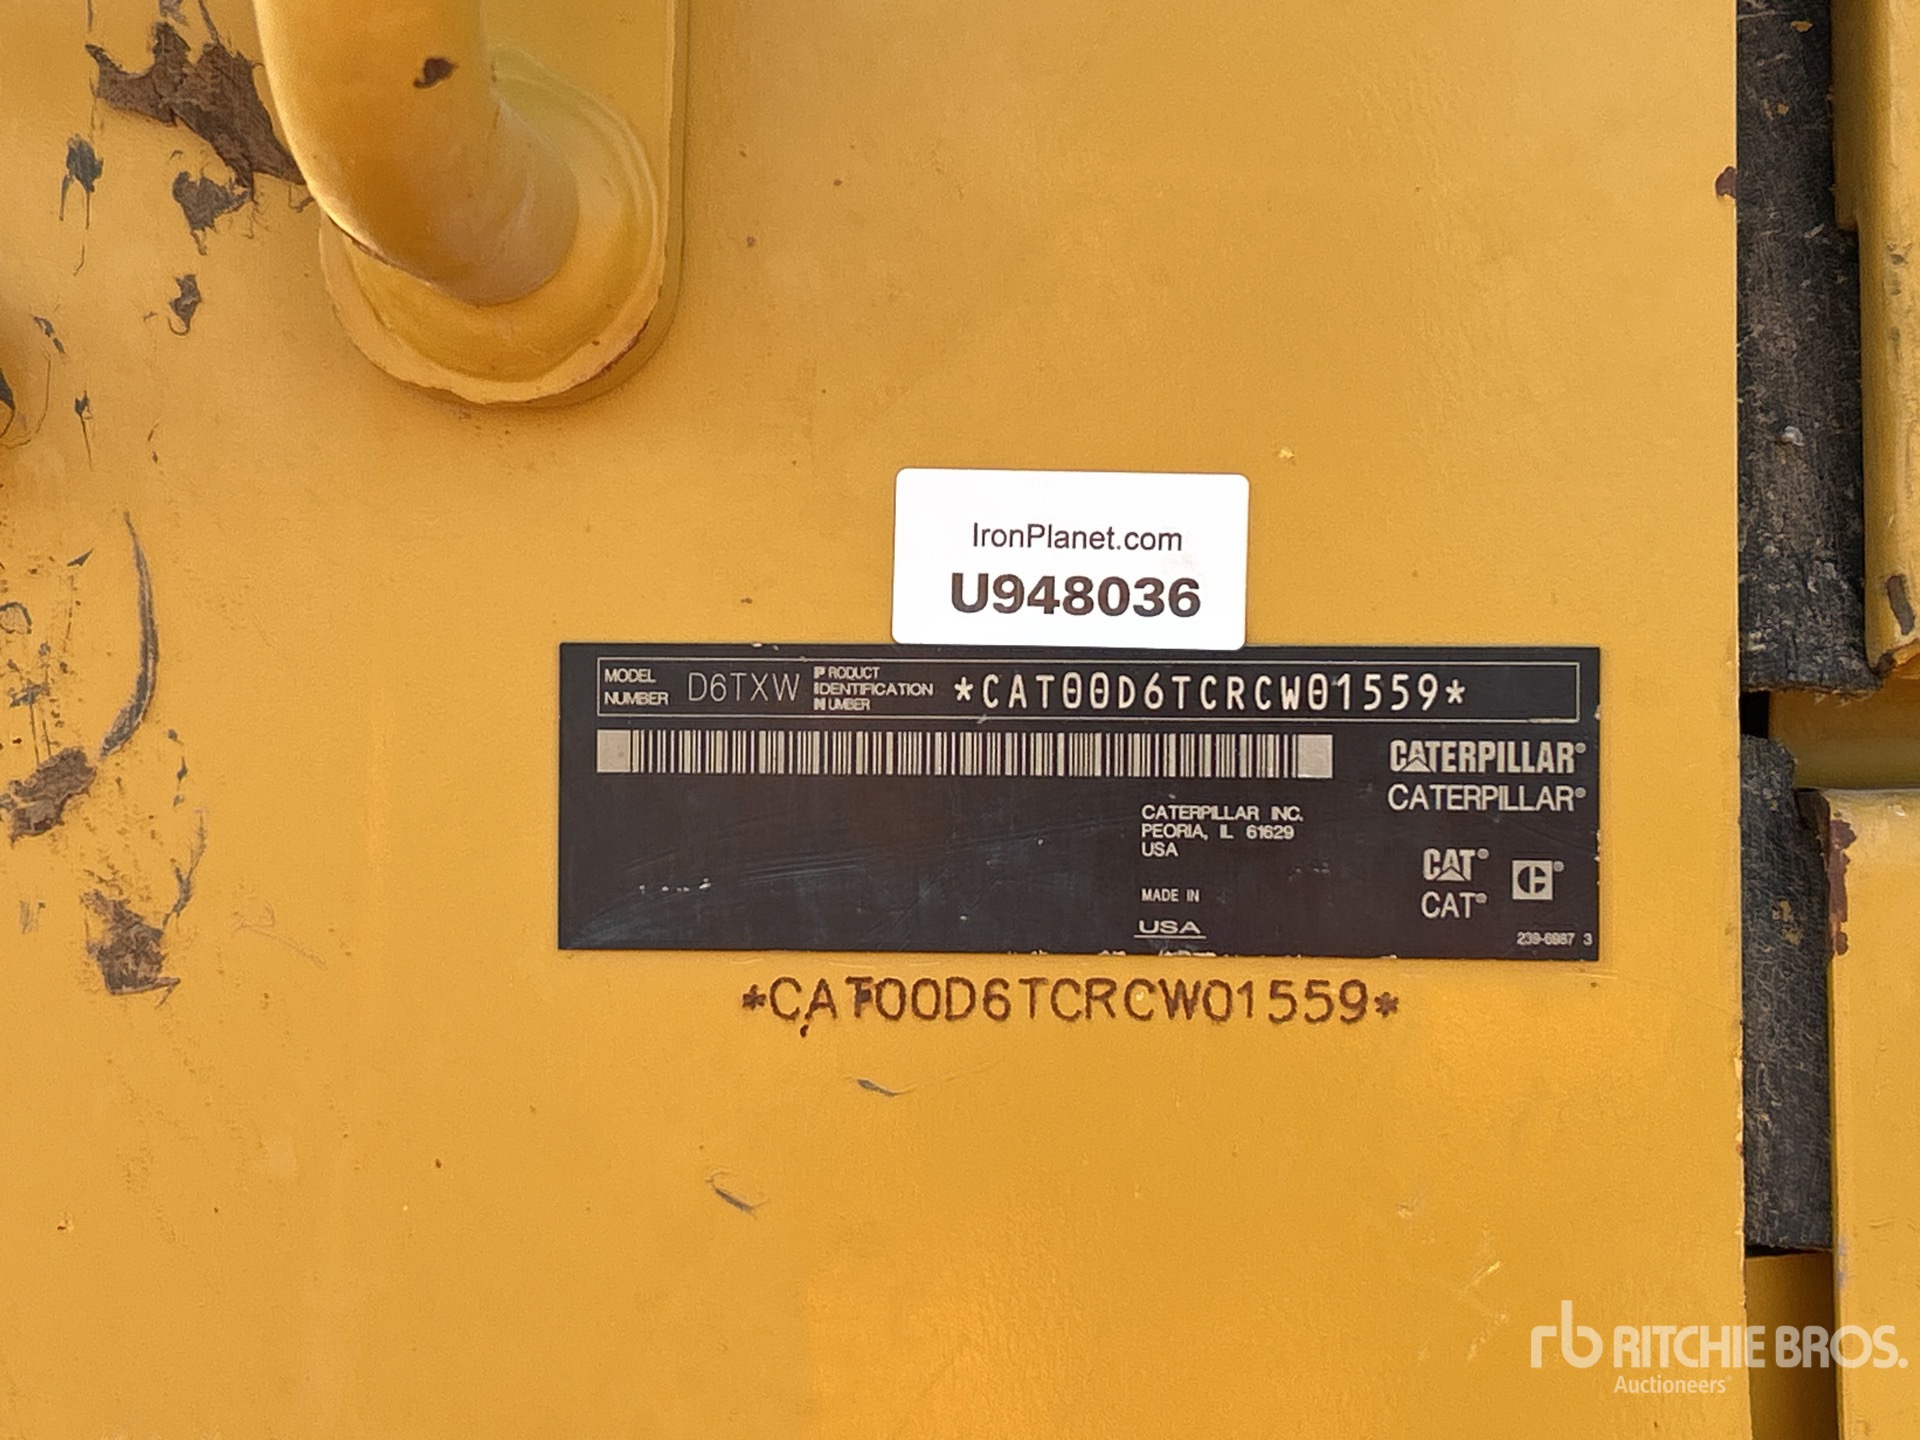 IronPlanet.com
U948036
MODEL NUMBER D6TXW PRODUCT IDENTIFICATION NUMBER *CAT00D6TCRCW01559*
CATERPILLAR®
CATERPILLAR®
CATERPILLAR INC.
PEORIA, IL 61629
USA
CAT®
CAT®
MADE IN
USA
239-6987 3
*CAT00D6TCRCW01559*
rb RITCHIE BROS.
Auctioneers